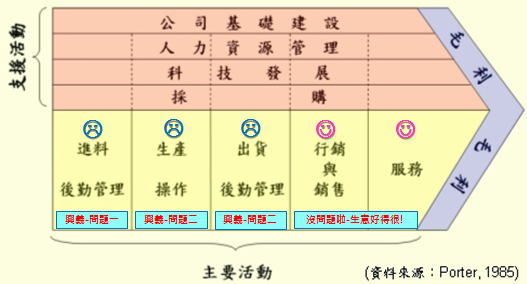 支援活動
公司基礎建設
人力資源管理
科技發展
採購
毛利
毛利
進料
後勤管理
生產
操作
出貨
後勤管理
行銷
與
銷售
服務
興義-問題一
興義-問題二
興義-問題二
沒問題啦-生意好得很!
主要活動
(資料來源：Porter, 1985)